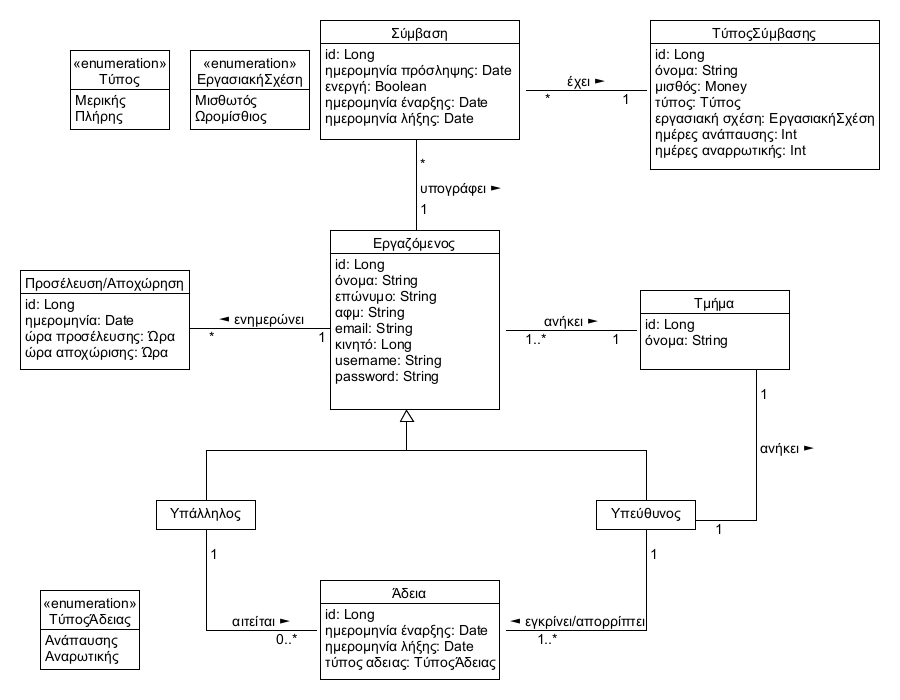 «enumeration»
Τύπος
Μερικής
Πλήρης
«enumeration»
ΕργασιακήΣχέση
Μισθωτός
Ωρομίσθιος
Σύμβαση
id: Long
ημερομηνία πρόσληψης: Date
ενεργή: Boolean
ημερομηνία έναρξης: Date
ημερομηνία λήξης: Date
έχει ►
* 1
ΤύποςΣύμβασης
id: Long
όνομα: String
μισθός: Money
τύπος: Τύπος
εργασιακή σχέση: ΕργασιακήΣχέση
ημέρες ανάπαυσης: Int
ημέρες αναρρωτικής: Int
*
υπογράφει ►
1
Εργαζόμενος
id: Long
όνομα: String
επώνυμο: String
αφμ: String
email: String
κινητό: Long
username: String
password: String
Προσέλευση/Αποχώρηση
id: Long
ημερομηνία: Date
ώρα προσέλευσης: Ώρα
ώρα αποχώρισης: Ώρα
◄ ενημερώνει
* 1
ανήκει ►
1..* 1
Τμήμα
id: Long
όνομα: String
1
ανήκει ►
1
Υπάλληλος
Υπεύθυνος
1
αιτείται ►
0..*
1
◄ εγκρίνει/απορρίπτει
1..*
Άδεια
id: Long
ημερομηνία έναρξης: Date
ημερομηνία λήξης: Date
τύπος αδειας: ΤύποςΆδειας
«enumeration»
ΤύποςΆδειας
Ανάπαυσης
Αναρωτικής